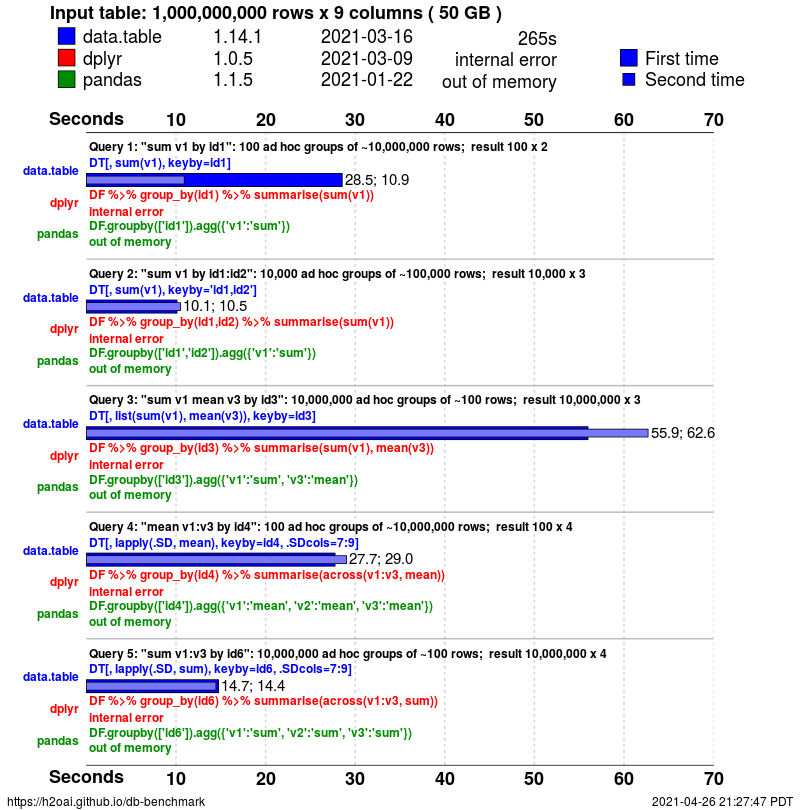 Input table: 1,000,000,000 rows x 9 columns ( 50 GB )
data.table 1.14.1 2021-03-16 265s
dplyr 1.0.5 2021-03-09 internal error First time
pandas 1.1.5 2021-01-22 out of memory Second time
Seconds 10 20 30 40 50 60 70
Query 1: "sum v1 by id1": 100 ad hoc groups of ~10,000,000 rows; result 100 x 2
data.table DT[, sum(v1), keyby=id1]
28.5; 10.9
dplyr DF %>% group_by(id1) %>% summarise(sum(v1))
internal error
pandas DF.groupby(['id1']).agg({'v1':'sum'})
out of memory
Query 2: "sum v1 by id1:id2": 10,000 ad hoc groups of ~100,000 rows; result 10,000 x 3
data.table DT[, sum(v1), keyby='id1,id2']
10.1; 10.5
dplyr DF %>% group_by(id1,id2) %>% summarise(sum(v1))
internal error
pandas DF.groupby(['id1','id2']).agg({'v1':'sum'})
out of memory
Query 3: "sum v1 mean v3 by id3": 10,000,000 ad hoc groups of ~100 rows; result 10,000,000 x 3
data.table DT[, list(sum(v1), mean(v3)), keyby=id3]
55.9; 62.6
dplyr DF %>% group_by(id3) %>% summarise(sum(v1), mean(v3))
internal error
pandas DF.groupby(['id3']).agg({'v1':'sum', 'v3':'mean'})
out of memory
Query 4: "mean v1:v3 by id4": 100 ad hoc groups of ~10,000,000 rows; result 100 x 4
data.table DT[, lapply(.SD, mean), keyby=id4, .SDcols=7:9]
27.7; 29.0
dplyr DF %>% group_by(id4) %>% summarise(across(v1:v3, mean))
internal error
pandas DF.groupby(['id4']).agg({'v1':'mean', 'v2':'mean', 'v3':'mean'})
out of memory
Query 5: "sum v1:v3 by id6": 10,000,000 ad hoc groups of ~100 rows; result 10,000,000 x 4
data.table DT[, lapply(.SD, sum), keyby=id6, .SDcols=7:9]
14.7; 14.4
dplyr DF %>% group_by(id6) %>% summarise(across(v1:v3, sum))
internal error
pandas DF.groupby(['id6']).agg({'v1':'sum', 'v2':'sum', 'v3':'sum'})
out of memory
Seconds 10 20 30 40 50 60 70
https://h2oai.github.io/db-benchmark 2021-04-26 21:27:47 PDT